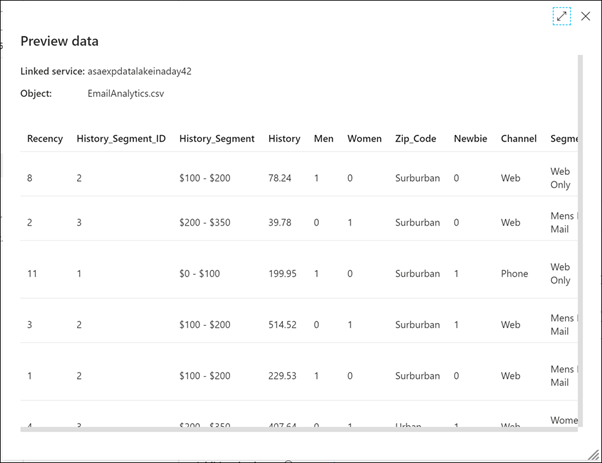 Preview data
Linked service: asaexpdatalakeinaday42
Object: EmailAnalytics.csv
Recency History_Segment_ID History_Segment History Men Women Zip_Code Newbie Channel Segme
8 2 $100 - $200 78.24 1 0 Surburban 0 Web Web Only
2 3 $200 - $350 39.78 0 1 Surburban 0 Web Mens Mail
11 1 $0 - $100 199.95 1 0 Surburban 1 Phone Web Only
3 2 $100 - $200 514.52 0 1 Surburban 1 Web Mens Mail
1 2 $100 - $200 229.53 1 0 Surburban 0 Web Mens Mail
4 3 $200 - $350 407.64 0 1 Urban 1 Web Wome